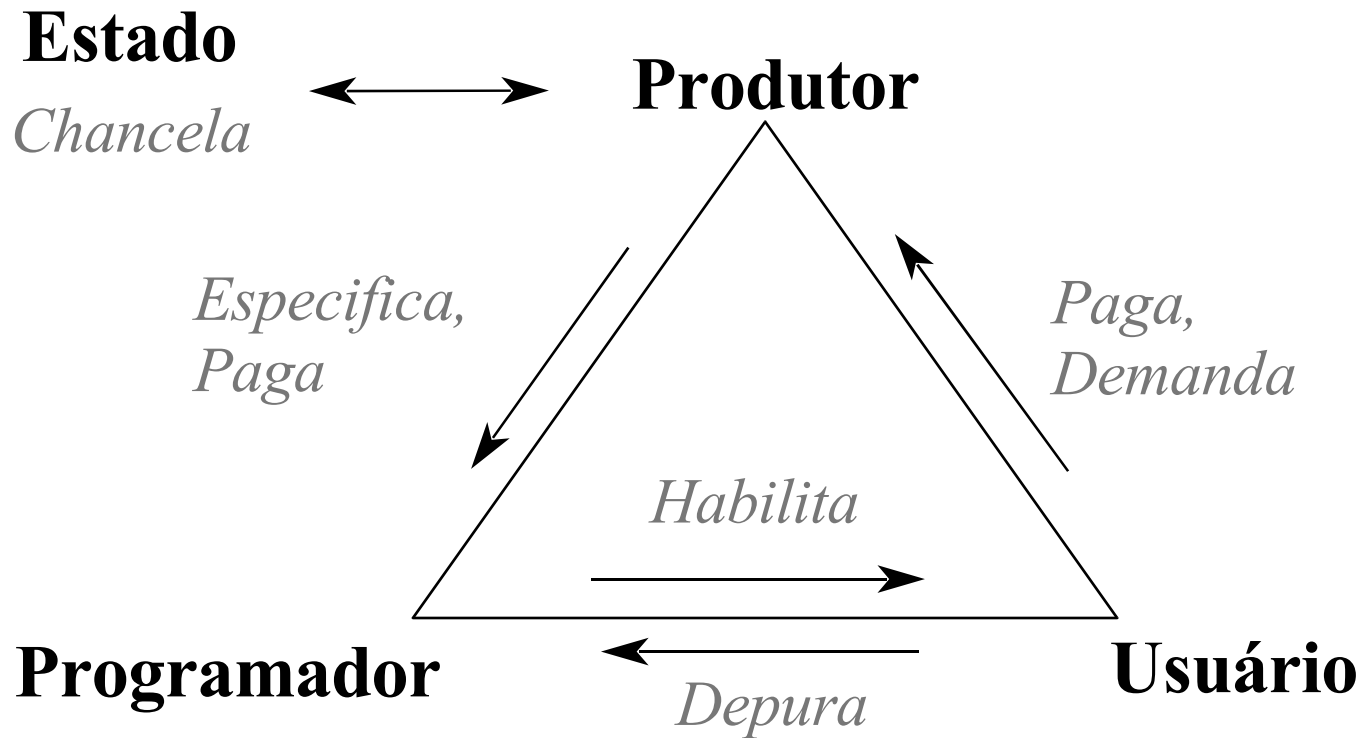 Estado
Chancela
Produtor
Especifica,
Paga
Paga,
Demanda
Habilita
Programador
Usuário
Depura